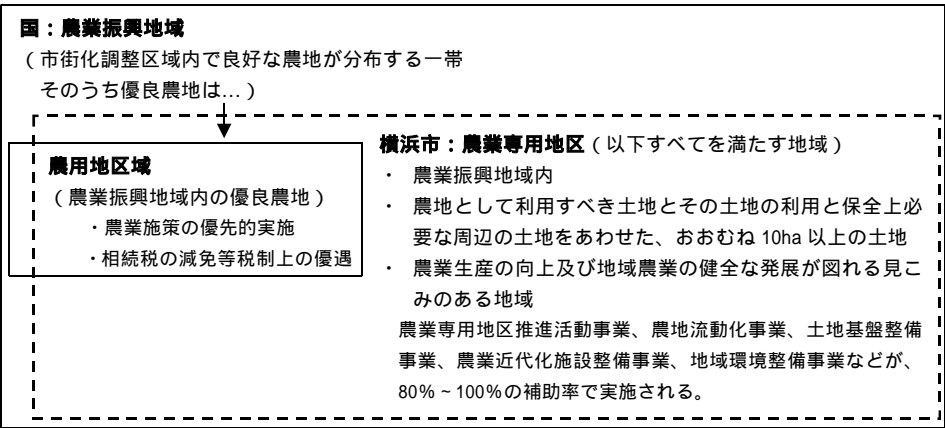 国：農業振興地域
（市街化調整区域内で良好な農地が分布する一帯
そのうち優良農地は…）
農用地区域
（農業振興地域内の優良農地）
・農業施策の優先的実施
・相続税の減免等税制上の優遇
横浜市：農業専用地区（以下すべてを満たす地域）
・ 農業振興地域内
・ 農地として利用すべき土地とその土地の利用と保全上必
要な周辺の土地をあわせた、おおむね 10ha 以上の土地
・ 農業生産の向上及び地域農業の健全な発展が図れる見こ
みのある地域
農業専用地区推進活動事業、農地流動化事業、土地基盤整備
事業、農業近代化施設整備事業、地域環境整備事業などが、
80%～100%の補助率で実施される。